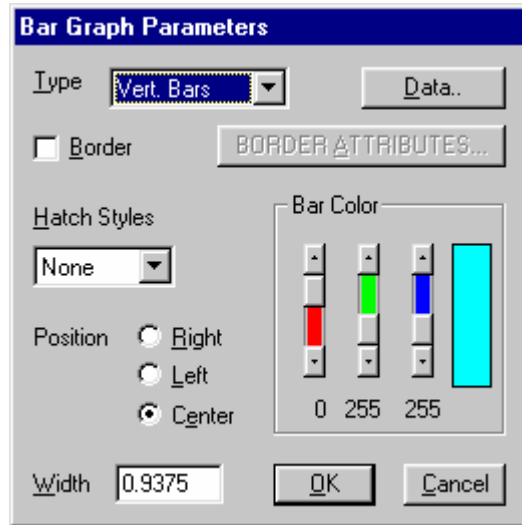 Bar Graph Parameters
Type Vert. Bars Data..
Border BORDER ATTRIBUTES...
Hatch Styles Bar Color
None
Position Right
Left
Center
0 255 255
Width 0.9375 OK Cancel